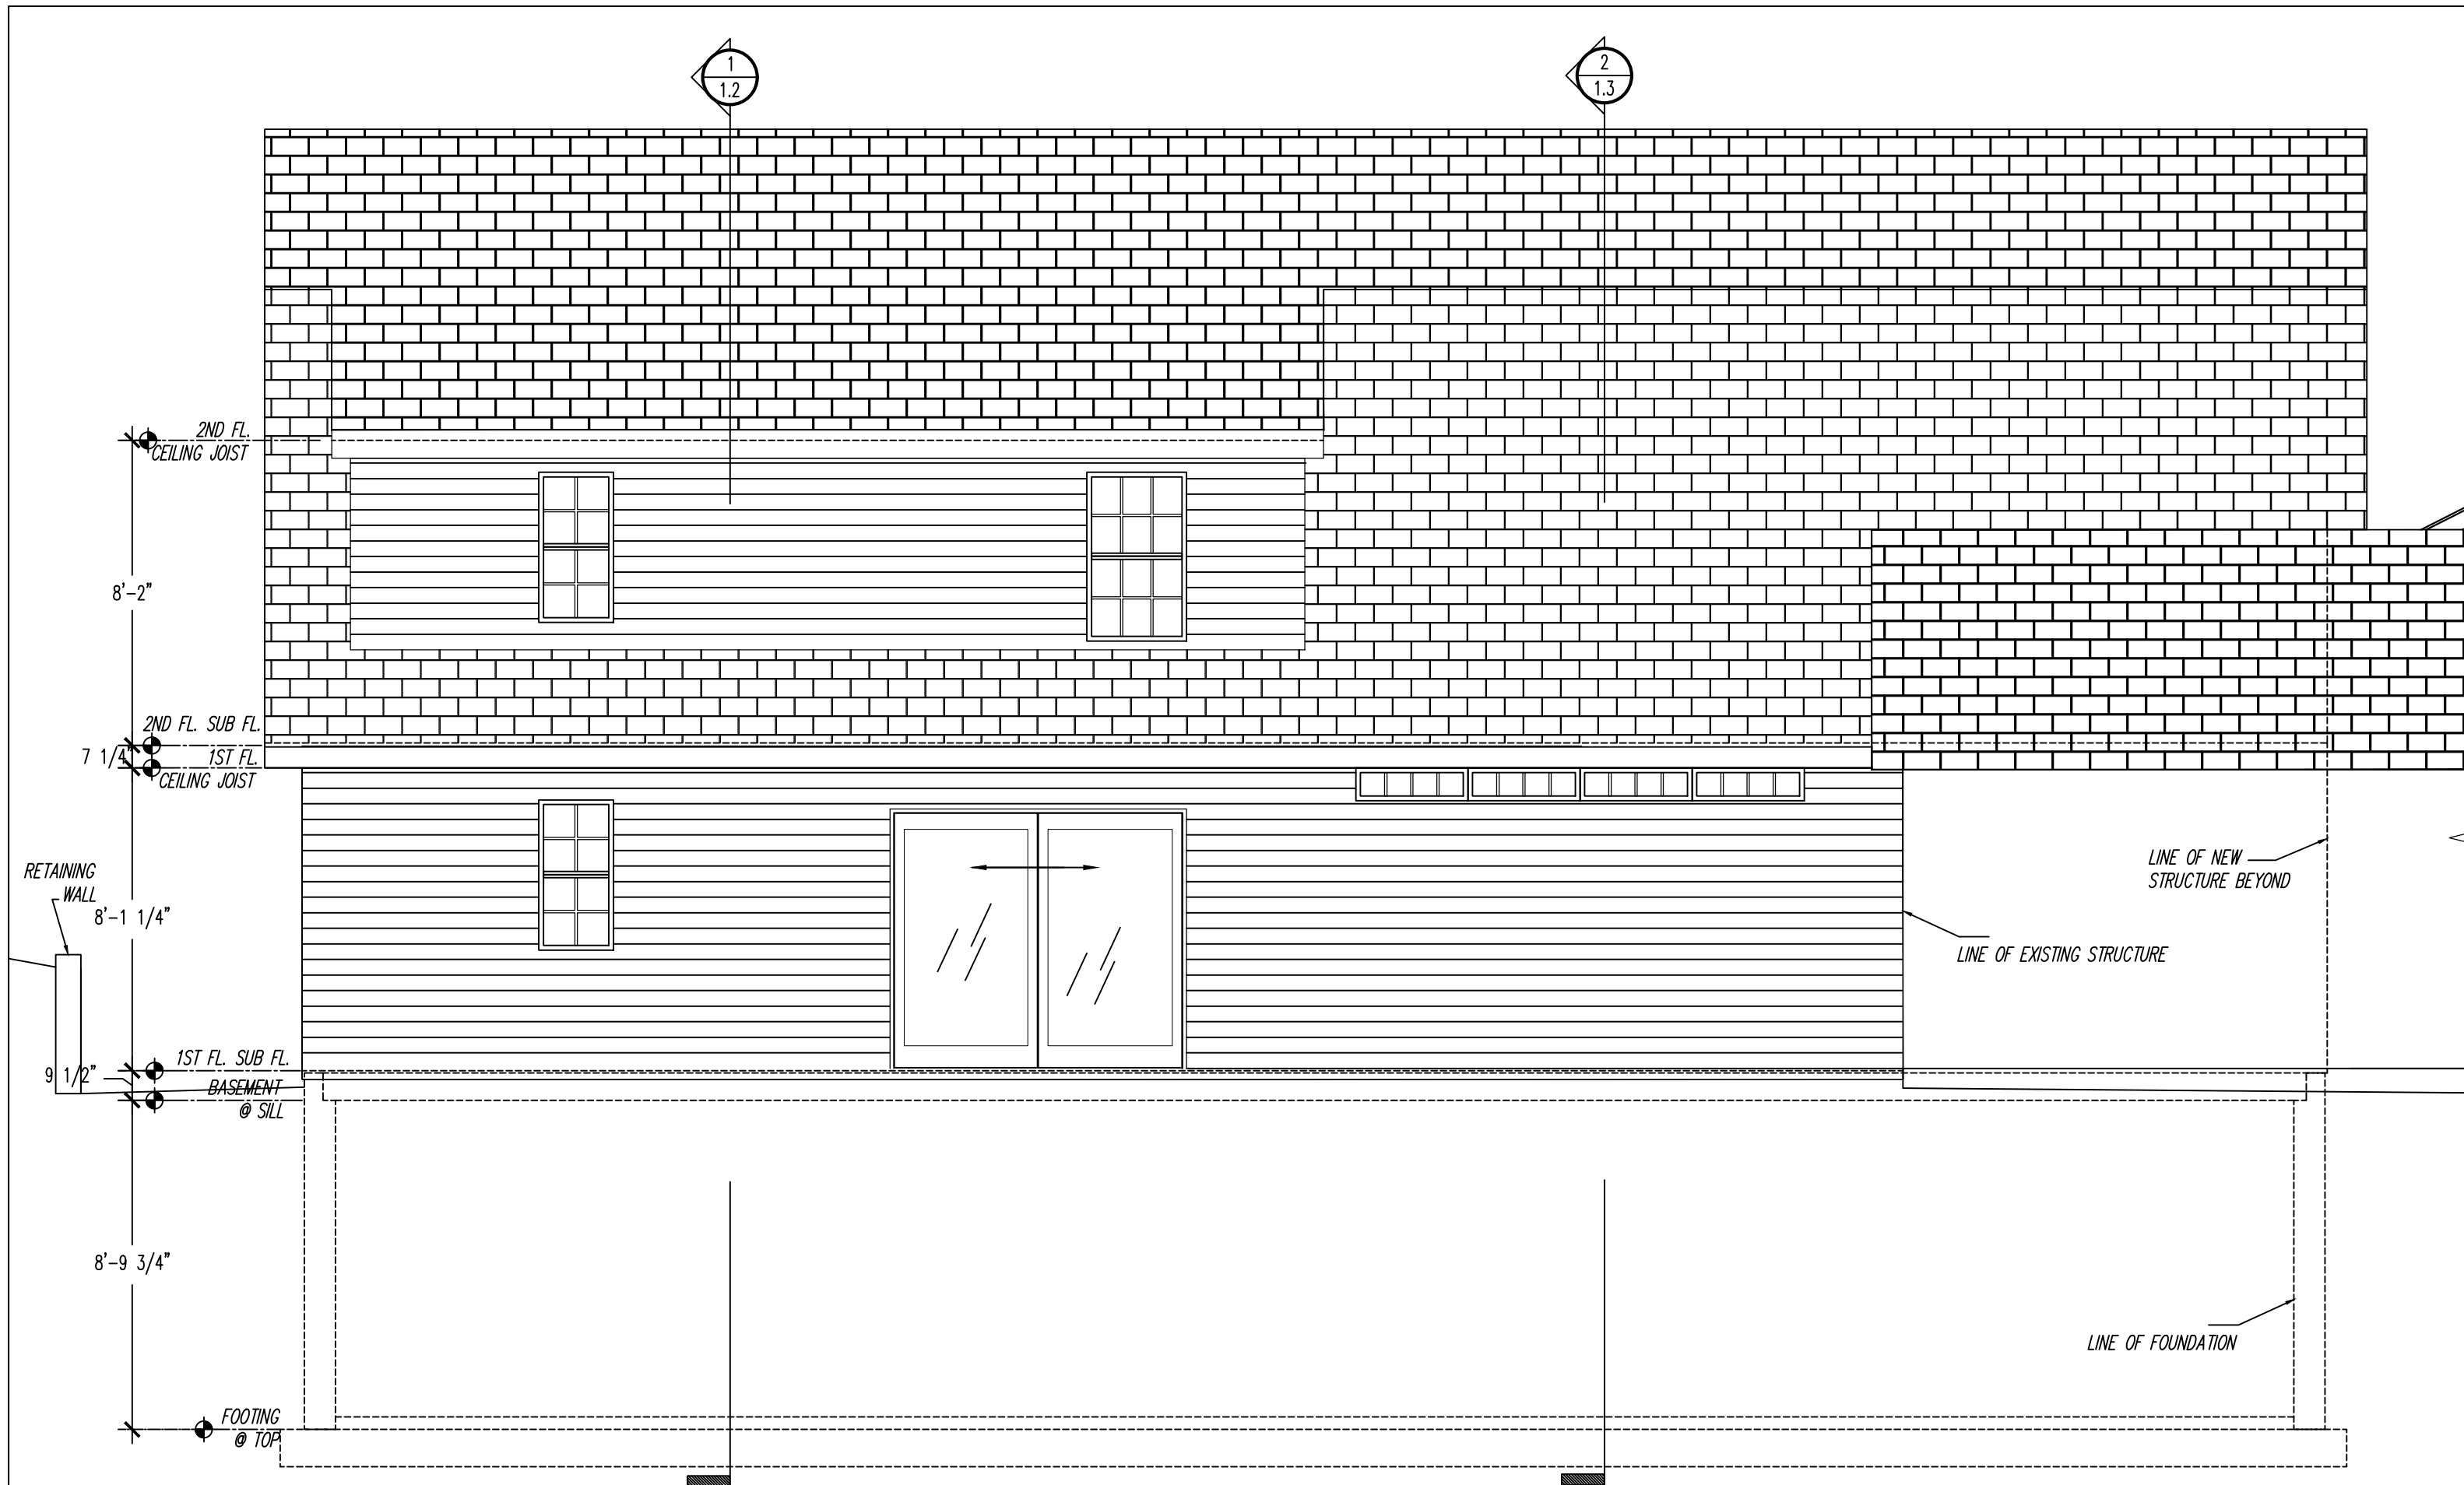 1
1.2
2
1.3
2ND FL.
CEILING JOIST
8'-2"
2ND FL. SUB FL.
7 1/4"
1ST FL.
CEILING JOIST
RETAINING
WALL
8'-1 1/4"
LINE OF NEW
STRUCTURE BEYOND
LINE OF EXISTING STRUCTURE
1ST FL. SUB FL.
9 1/2"
BASEMENT
@ SILL
8'-9 3/4"
LINE OF FOUNDATION
FOOTING
@ TOP